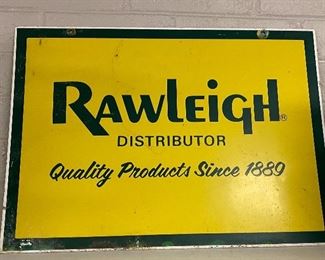 RAWLEIGH®
DISTRIBUTOR
Quality Products Since 1889